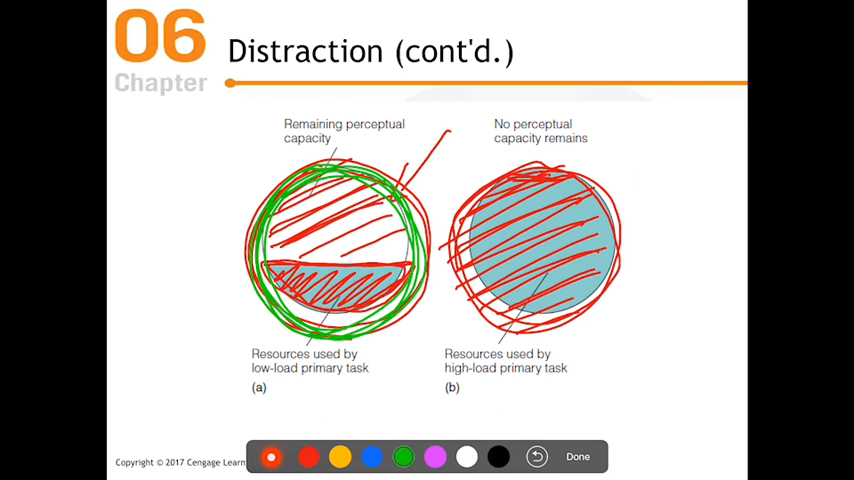 06
Chapter
Distraction (cont'd.)
Remaining perceptual
capacity
No perceptual
capacity remains
Resources used by
low-load primary task
(a)
Resources used by
high-load primary task
(b)
Copyright © 2017 Cengage Learn
Done